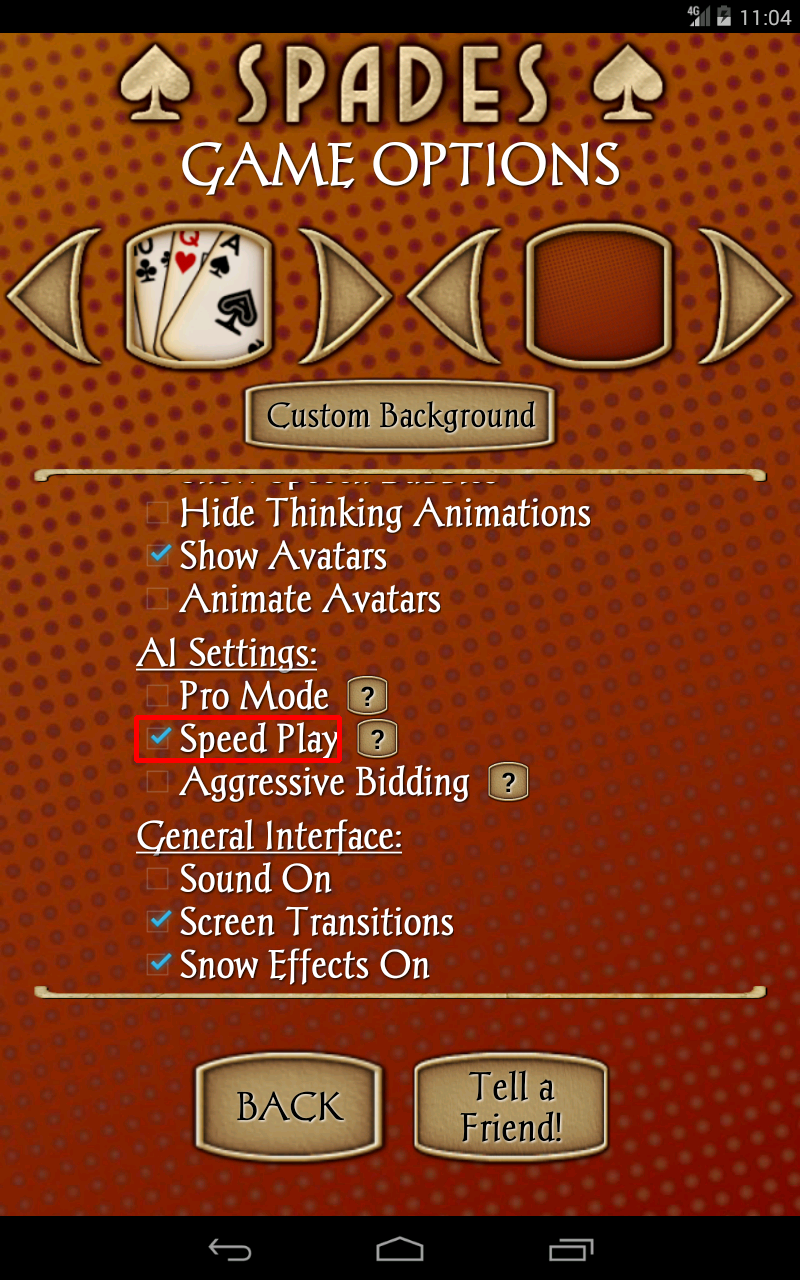 4G 11:04
SPADES
GAME OPTIONS
Q A
Custom Background
Hide Thinking Animations
Show Avatars
Animate Avatars
AI Settings:
Pro Mode ?
Speed Play ?
Aggressive Bidding ?
General Interface:
Sound On
Screen Transitions
Snow Effects On
BACK
Tell a
Friend!